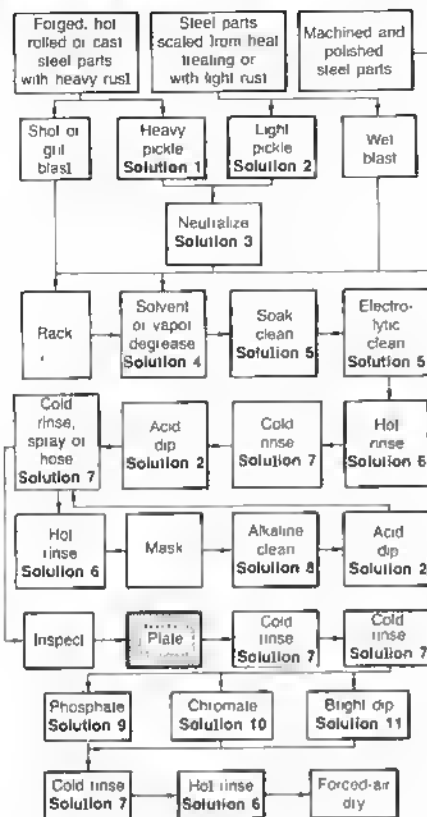 Forged, hot
rolled or cast
steel parts
with heavy rust
Steel parts
scaled from heat
treating or
with light rust
Machined and
polished
steel parts
Shot or
grit
blast
Heavy
pickle
Solution 1
Light
pickle
Solution 2
Wet
blast
Neutralize
Solution 3
Rack
Solvent
or vapor
degrease
Solution 4
Soak
clean
Solution 5
Electro-
lytic
clean
Solution 5
Cold
rinse,
spray or
hose
Solution 7
Acid
dip
Solution 2
Cold
rinse
Solution 7
Hot
rinse
Solution 6
Hot
rinse
Solution 6
Mask
Alkaline
clean
Solution 8
Acid
dip
Solution 2
Inspect
Plate
Cold
rinse
Solution 7
Cold
rinse
Solution 7
Phosphate
Solution 9
Chromate
Solution 10
Bright dip
Solution 11
Cold rinse
Solution 7
Hot rinse
Solution 6
Forced-air
dry